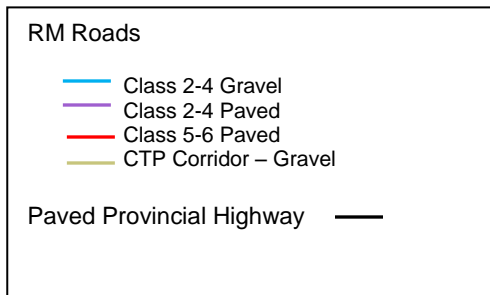 RM Roads
Class 2-4 Gravel
Class 2-4 Paved
Class 5-6 Paved
CTP Corridor – Gravel
Paved Provincial Highway